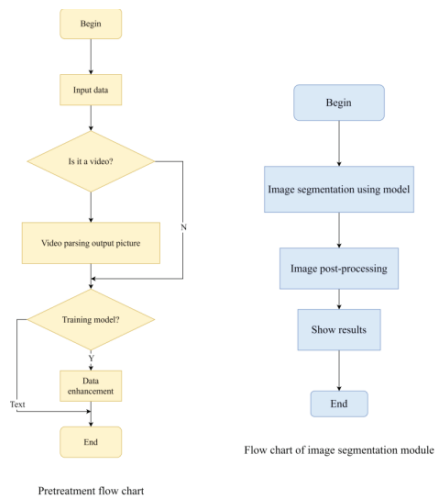 Begin
Input data
Is it a video?
N
Video parsing output picture
Training model?
Y
Data
enhancement
Text
End
Pretreatment flow chart
Begin
Image segmentation using model
Image post-processing
Show results
End
Flow chart of image segmentation module